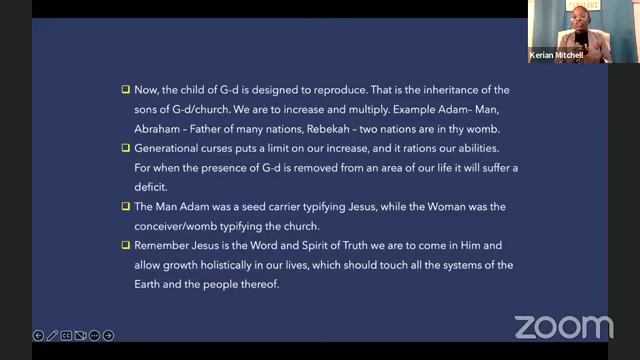 FABULOUS
Kerian Mitchell
Now, the child of G-d is designed to reproduce. That is the inheritance of the
sons of G-d/church. We are to increase and multiply. Example Adam– Man,
Abraham – Father of many nations, Rebekah – two nations are in thy womb.
Generational curses puts a limit on our increase, and it rations our abilities.
For when the presence of G-d is removed from an area of our life it will suffer a
deficit.
The Man Adam was a seed carrier typifying Jesus, while the Woman was the
conceiver/womb typifying the church.
Remember Jesus is the Word and Spirit of Truth we are to come in Him and
allow growth holistically in our lives, which should touch all the systems of the
Earth and the people thereof.
CC
zoom